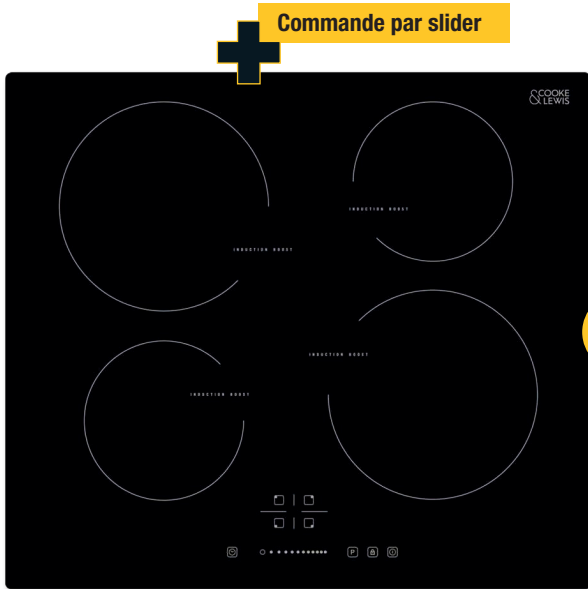 Commande par slider
COOKE
& LEWIS
INDUCTION BOOST
INDUCTION BOOST
INDUCTION BOOST
INDUCTION BOOST
P